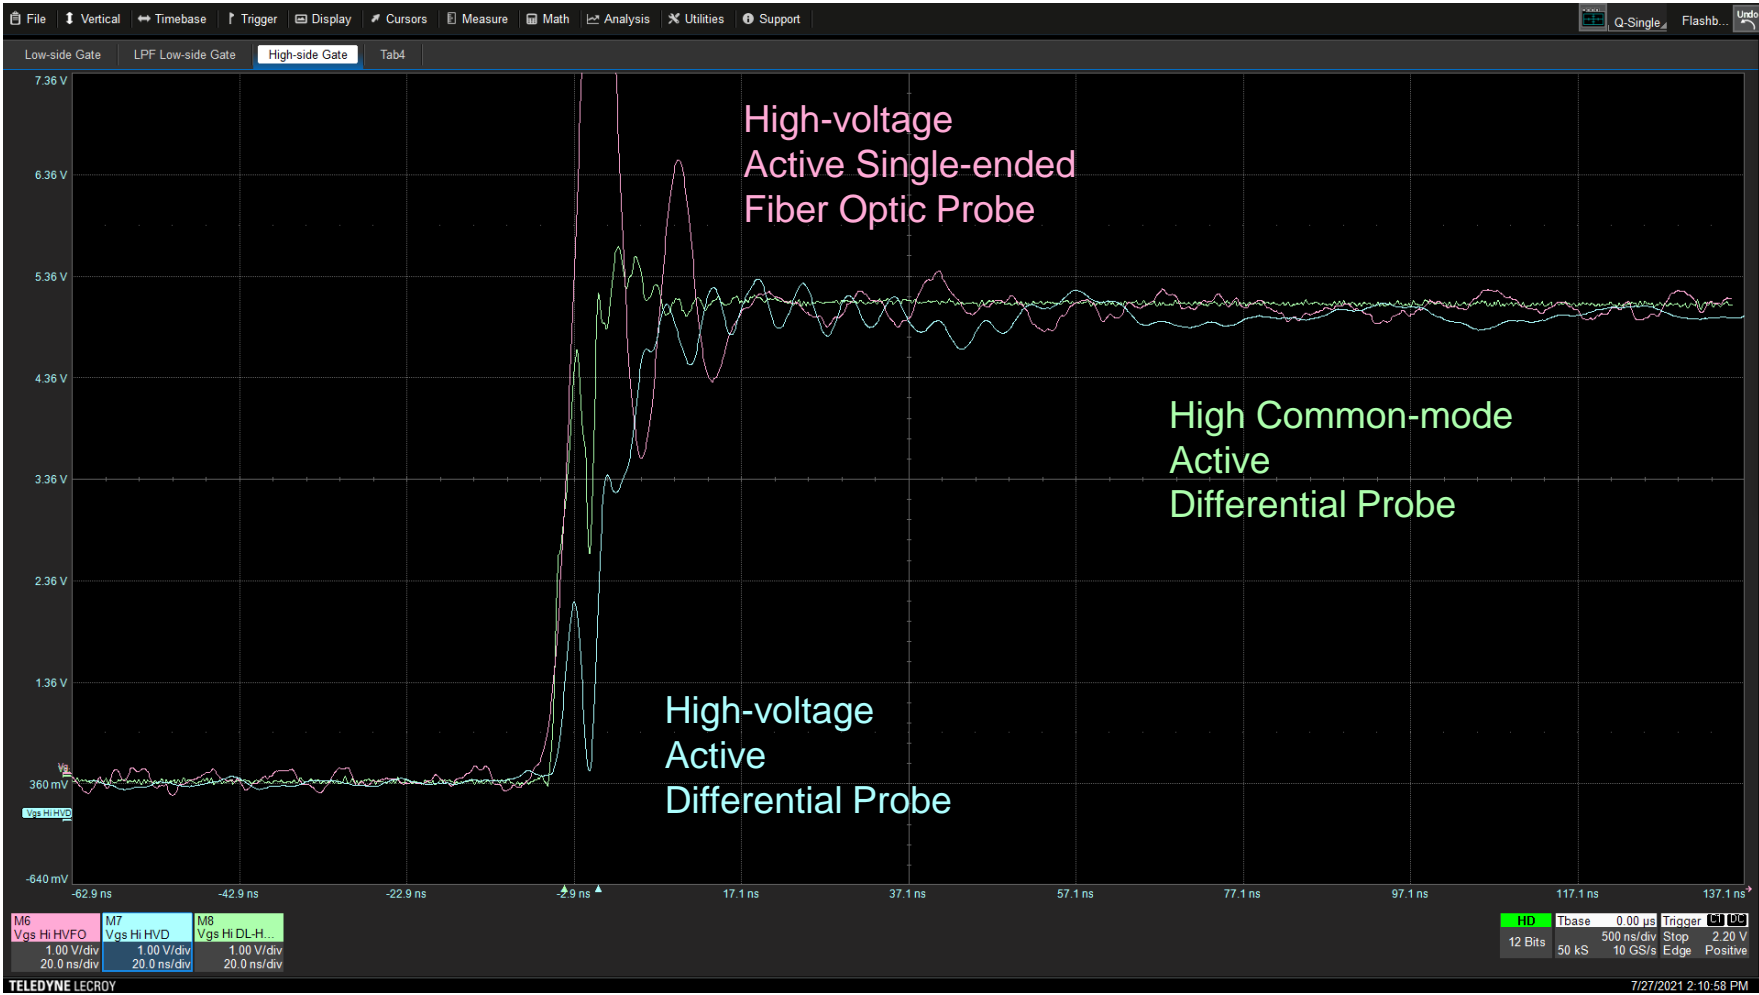 File Vertical Timebase Trigger Display Cursors Measure Math Analysis Utilities Support
Q-Single Flashb... Undo
Low-side Gate LPF Low-side Gate High-side Gate Tab4
7.36 V
6.36 V
5.36 V
4.36 V
3.36 V
2.36 V
1.36 V
360 mV
-640 mV
High-voltage
Active Single-ended
Fiber Optic Probe
High Common-mode
Active
Differential Probe
High-voltage
Active
Differential Probe
Vgs Hi HVD
-62.9 ns -42.9 ns -22.9 ns -2.9 ns 17.1 ns 37.1 ns 57.1 ns 77.1 ns 97.1 ns 117.1 ns 137.1 ns
M6
Vgs Hi HVFO
1.00 V/div
20.0 ns/div
M7
Vgs Hi HVD
1.00 V/div
20.0 ns/div
M8
Vgs Hi DL-H...
1.00 V/div
20.0 ns/div
HD
12 Bits
Tbase 0.00 µs
500 ns/div
50 kS 10 GS/s
Trigger C1 DC
Stop 2.20 V
Edge Positive
TELEDYNE LECROY
7/27/2021 2:10:58 PM